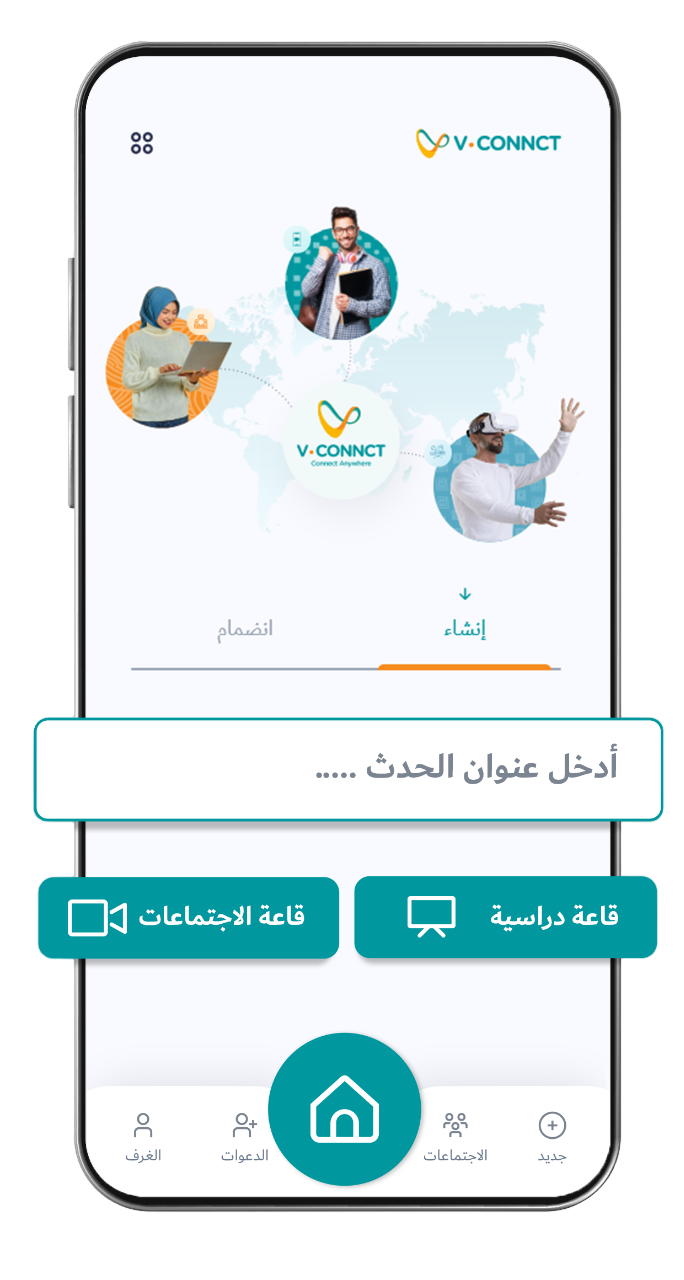 V·CONNCT
V·CONNCT
Connect Anywhere
إنشاء
انضمام
أدخل عنوان الحدث .....
قاعة دراسية
قاعة الاجتماعات
جديد
الاجتماعات
الدعوات
الغرف